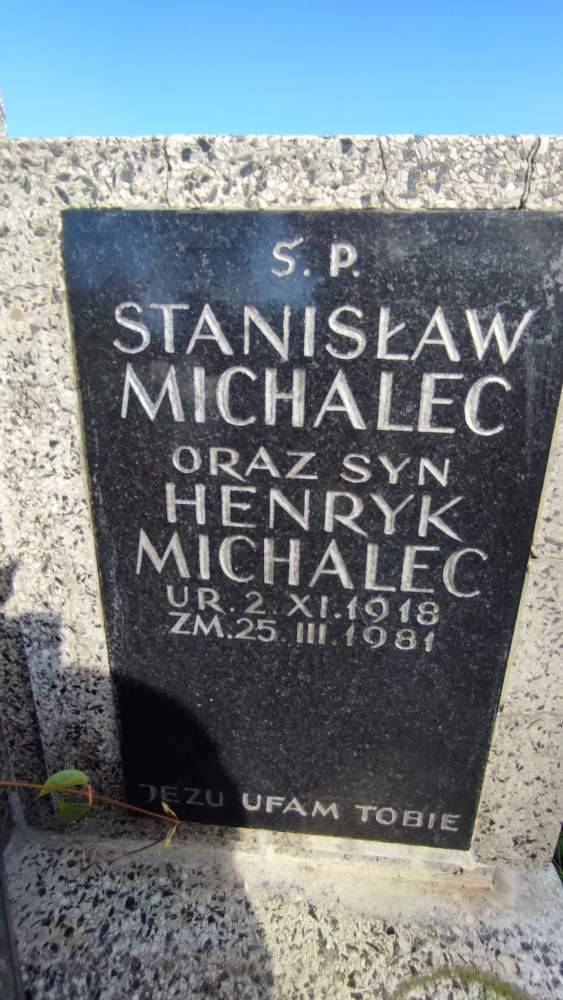 Ś. P.
STANISŁAW
MICHALEC
ORAZ SYN
HENRYK
MICHALEC
UR. 2. XI. 1918
ZM. 25. III. 1981
JEZU UFAM TOBIE